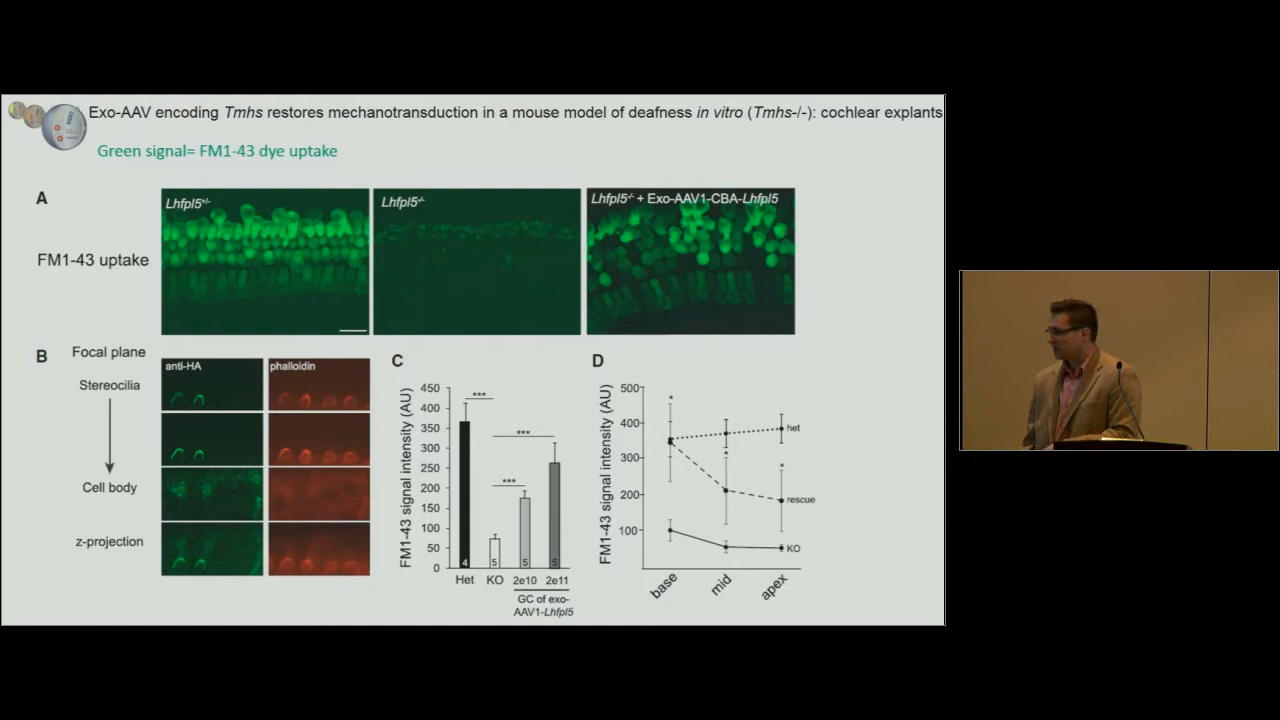 Exo-AAV encoding Tmhs restores mechanotransduction in a mouse model of deafness in vitro (Tmhs-/-): cochlear explants
Green signal= FM1-43 dye uptake
A
Lhfpl5+/-
Lhfpl5-/-
Lhfpl5-/- + Exo-AAV1-CBA-Lhfpl5
FM1-43 uptake
B
Focal plane
Stereocilia
Cell body
z-projection
anti-HA
phalloidin
C
FM1-43 signal intensity (AU)
450
400
350
300
250
200
150
100
50
0
***
***
***
4
5
5
5
Het
KO
2e10
2e11
GC of exo-
AAV1-Lhfpl5
D
FM1-43 signal intensity (AU)
500
400
300
200
100
*
*
*
het
rescue
KO
base
mid
apex